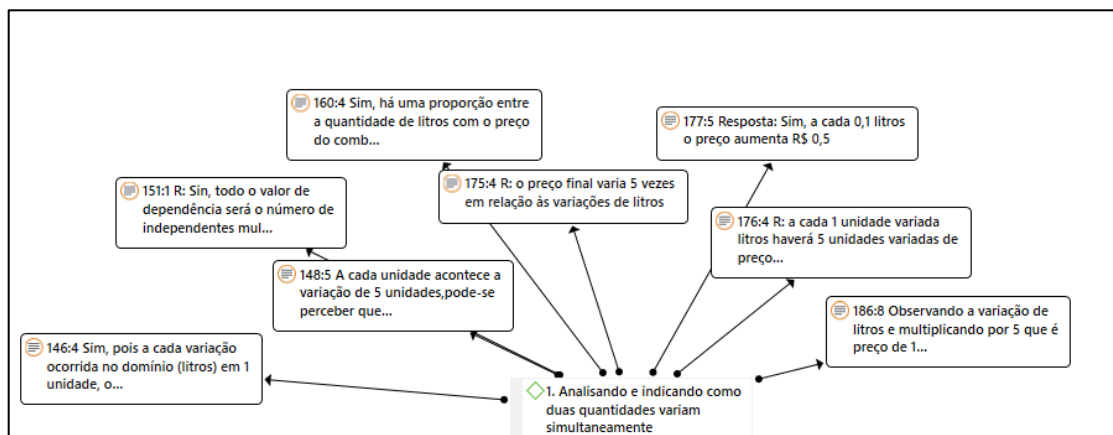 160:4 Sim, há uma proporção entre
a quantidade de litros com o preço
do comb...
177:5 Resposta: Sim, a cada 0,1 litros
o preço aumenta R$ 0,5
151:1 R: Sin, todo o valor de
dependência será o número de
independentes mul...
175:4 R: o preço final varia 5 vezes
em relação às variações de litros
176:4 R: a cada 1 unidade variada
litros haverá 5 unidades variadas de
preço...
148:5 A cada unidade acontece a
variação de 5 unidades,pode-se
perceber que...
186:8 Observando a variação de
litros e multiplicando por 5 que é
preço de 1...
146:4 Sim, pois a cada variação
ocorrida no domínio (litros) em 1
unidade, o...
1. Analisando e indicando como
duas quantidades variam
simultaneamente